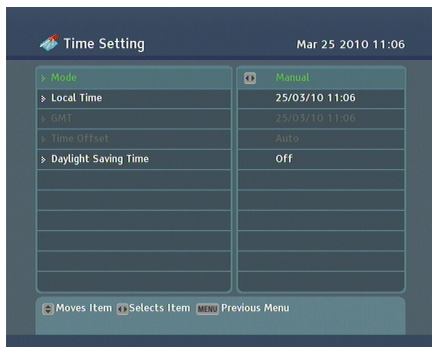 Time Setting Mar 25 2010 11:06
Mode Manual
Local Time 25/03/10 11:06
GMT 25/03/10 11:06
Time Offset Auto
Daylight Saving Time Off
Moves Item Selects Item MENU Previous Menu